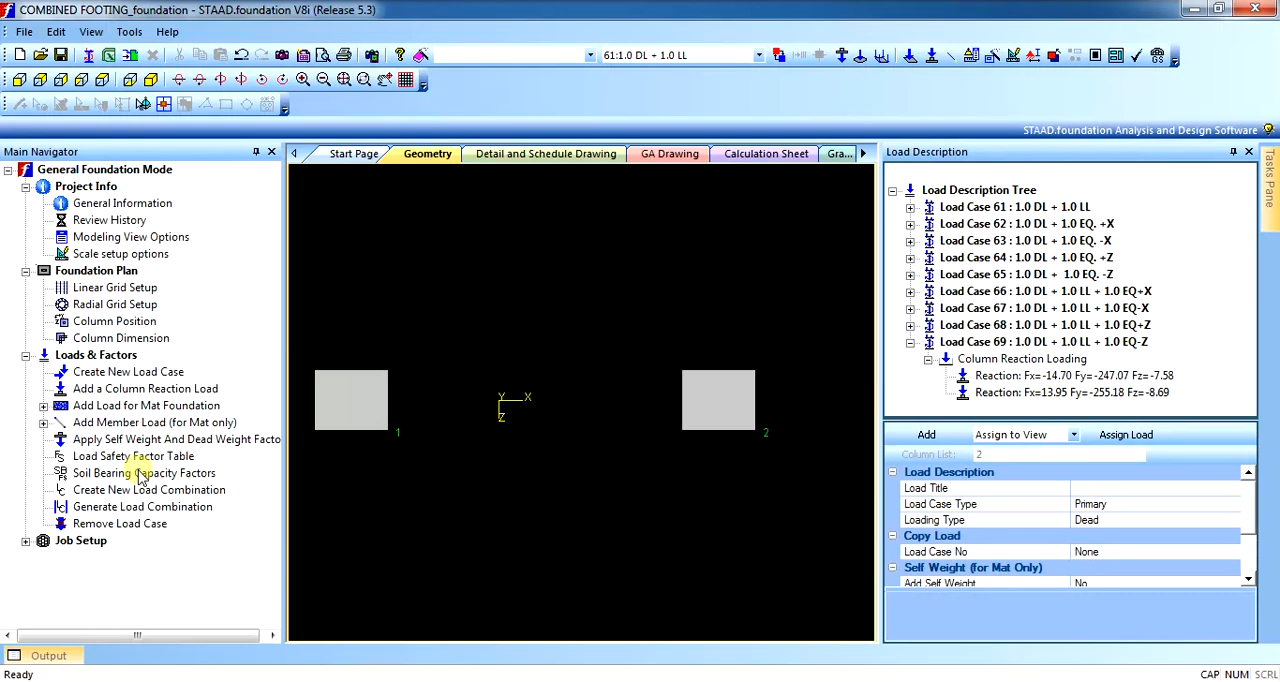 COMBINED FOOTING_foundation - STAAD.foundation V8i (Release 5.3)
File Edit View Tools Help
61:1.0 DL + 1.0 LL
STAAD.foundation Analysis and Design Software
Main Navigator
General Foundation Mode
Project Info
General Information
Review History
Modeling View Options
Scale setup options
Foundation Plan
Linear Grid Setup
Radial Grid Setup
Column Position
Column Dimension
Loads & Factors
Create New Load Case
Add a Column Reaction Load
Add Load for Mat Foundation
Add Member Load (for Mat only)
Apply Self Weight And Dead Weight Facto
Load Safety Factor Table
Soil Bearing Capacity Factors
Create New Load Combination
Generate Load Combination
Remove Load Case
Job Setup
Start Page Geometry Detail and Schedule Drawing GA Drawing Calculation Sheet Gra...
Y X
Z
1
2
Load Description
Load Description Tree
Load Case 61 : 1.0 DL + 1.0 LL
Load Case 62 : 1.0 DL + 1.0 EQ. +X
Load Case 63 : 1.0 DL + 1.0 EQ. -X
Load Case 64 : 1.0 DL + 1.0 EQ. +Z
Load Case 65 : 1.0 DL + 1.0 EQ. -Z
Load Case 66 : 1.0 DL + 1.0 LL + 1.0 EQ+X
Load Case 67 : 1.0 DL + 1.0 LL + 1.0 EQ-X
Load Case 68 : 1.0 DL + 1.0 LL + 1.0 EQ+Z
Load Case 69 : 1.0 DL + 1.0 LL + 1.0 EQ-Z
Column Reaction Loading
Reaction: Fx=-14.70 Fy=-247.07 Fz=-7.58
Reaction: Fx=13.95 Fy=-255.18 Fz=-8.69
Add Assign to View Assign Load
Column List: 2
Load Description
Load Title
Load Case Type Primary
Loading Type Dead
Copy Load
Load Case No None
Self Weight (for Mat Only)
Add Self Weight No
Tasks Pane
Output
Ready
CAP NUM SCRL